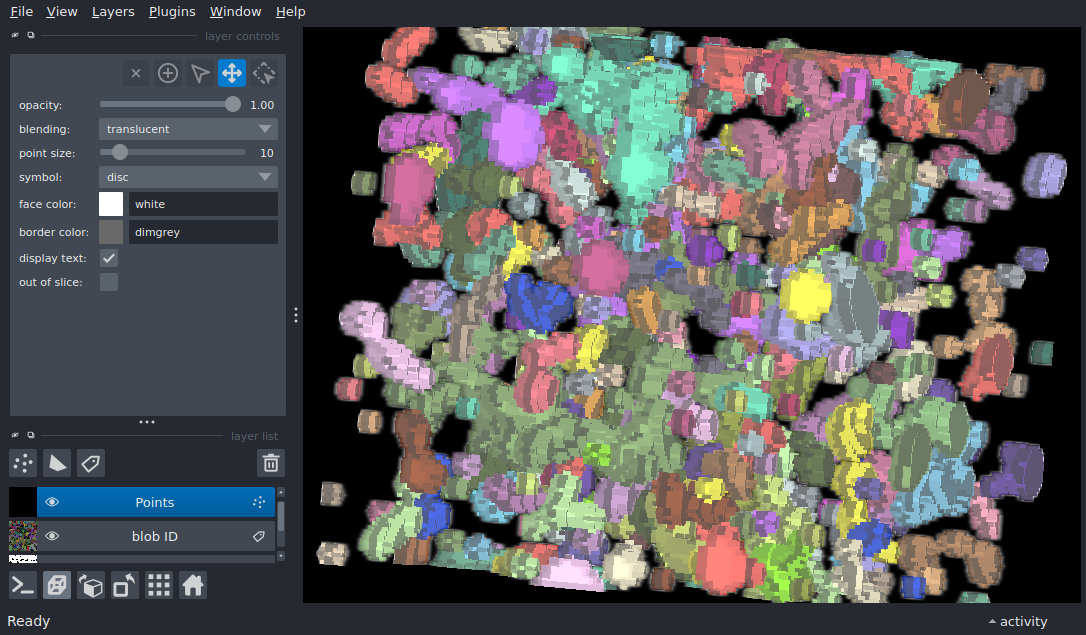 File View Layers Plugins Window Help
layer controls
opacity: 1.00
blending: translucent
point size: 10
symbol: disc
face color: white
border color: dimgrey
display text:
out of slice:
layer list
Points
blob ID
Ready
activity